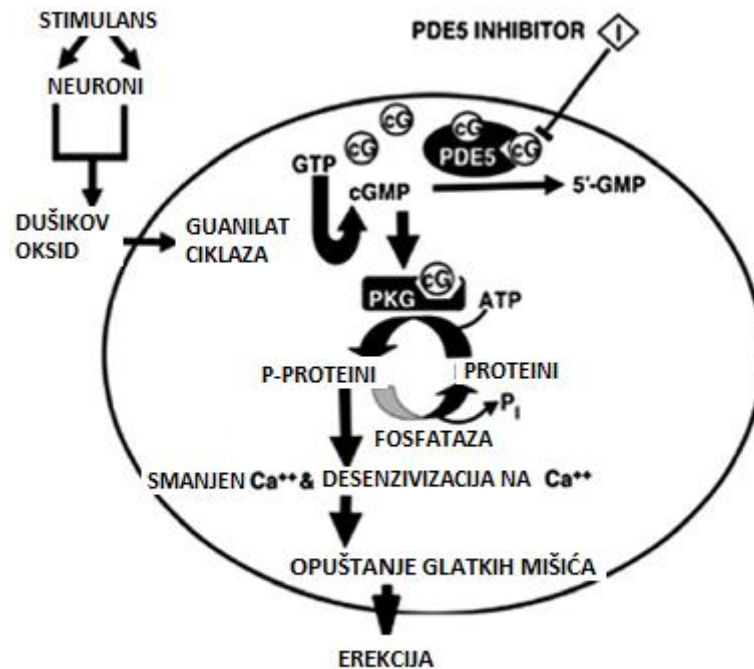 STIMULANS
NEURONI
DUŠIKOV
OKSID
GUANILAT
CIKLAZA
PDE5 INHIBITOR I
cG
cG
cG
cG
PDE5
GTP
cGMP
5'-GMP
cG
PKG
ATP
P-PROTEINI
PROTEINI
PI
FOSFATAZA
SMANJEN Ca++ & DESENZIVIZACIJA NA Ca++
OPUŠTANJE GLATKIH MIŠIĆA
EREKCIJA